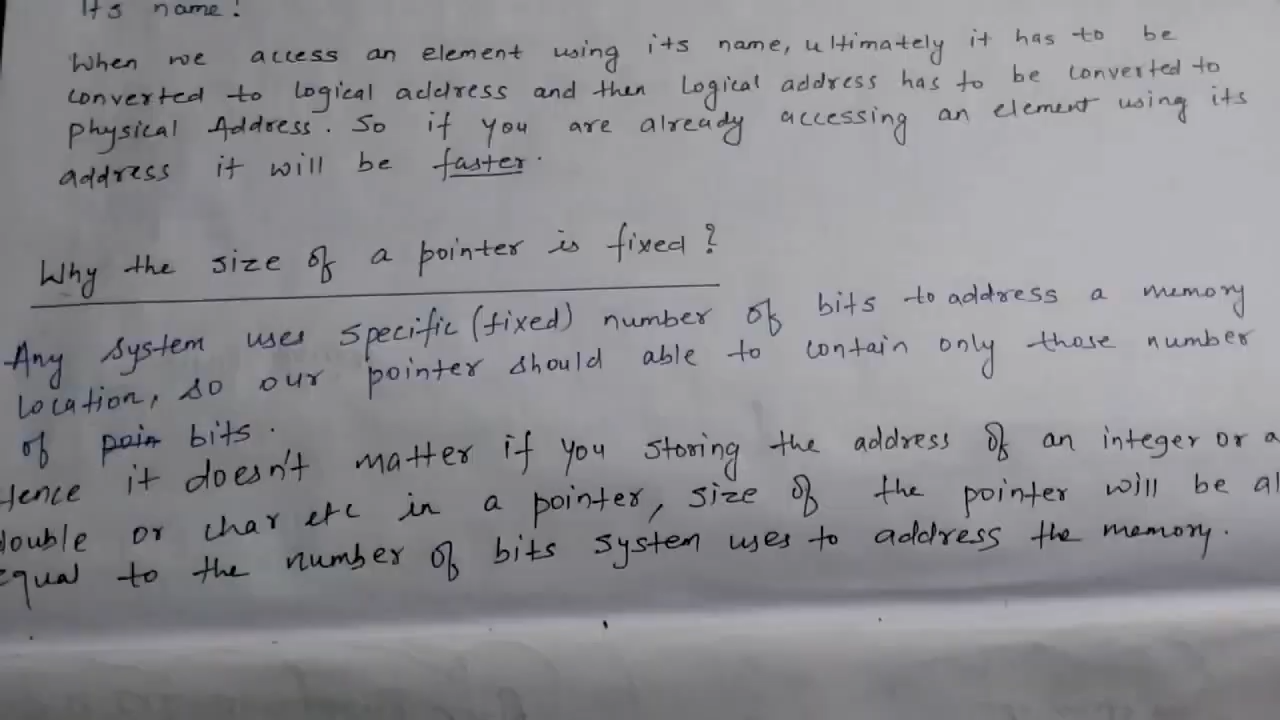 Its name!
When we access an element using its name, ultimately it has to be
converted to logical address and then logical address has to be converted to
physical Address. So if you are already accessing an element using its
address it will be faster.
Why the size of a pointer is fixed?
Any system uses specific (fixed) number of bits to address a memory
location, so our pointer should able to contain only those number
of bits.
Hence it doesn't matter if you storing the address of an integer or a
double or char etc in a pointer, size of the pointer will be
equal to the number of bits system uses to address the memory.